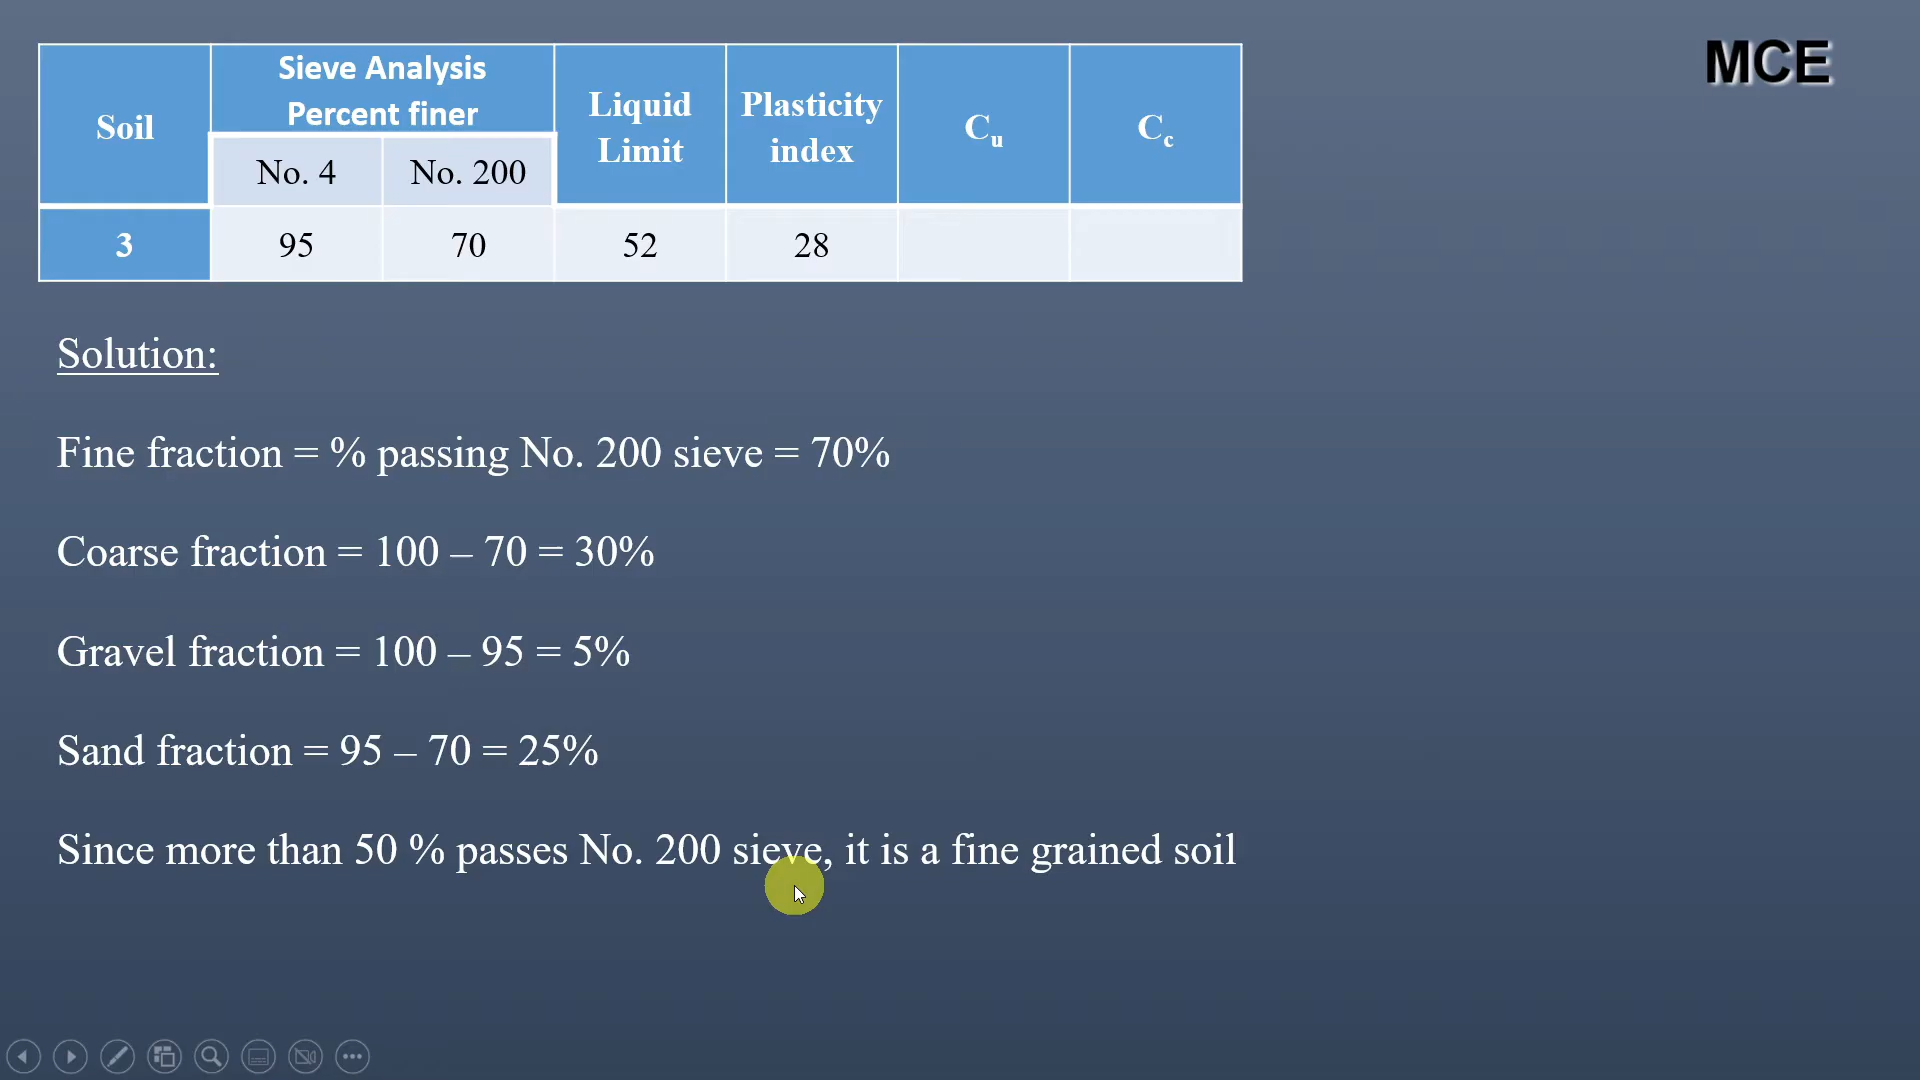 MCE
Soil
Sieve Analysis
Percent finer
Liquid
Limit
Plasticity
index
Cu
Cc
No. 4
No. 200
3
95
70
52
28
Solution:
Fine fraction = % passing No. 200 sieve = 70%
Coarse fraction = 100 – 70 = 30%
Gravel fraction = 100 – 95 = 5%
Sand fraction = 95 – 70 = 25%
Since more than 50 % passes No. 200 sieve, it is a fine grained soil